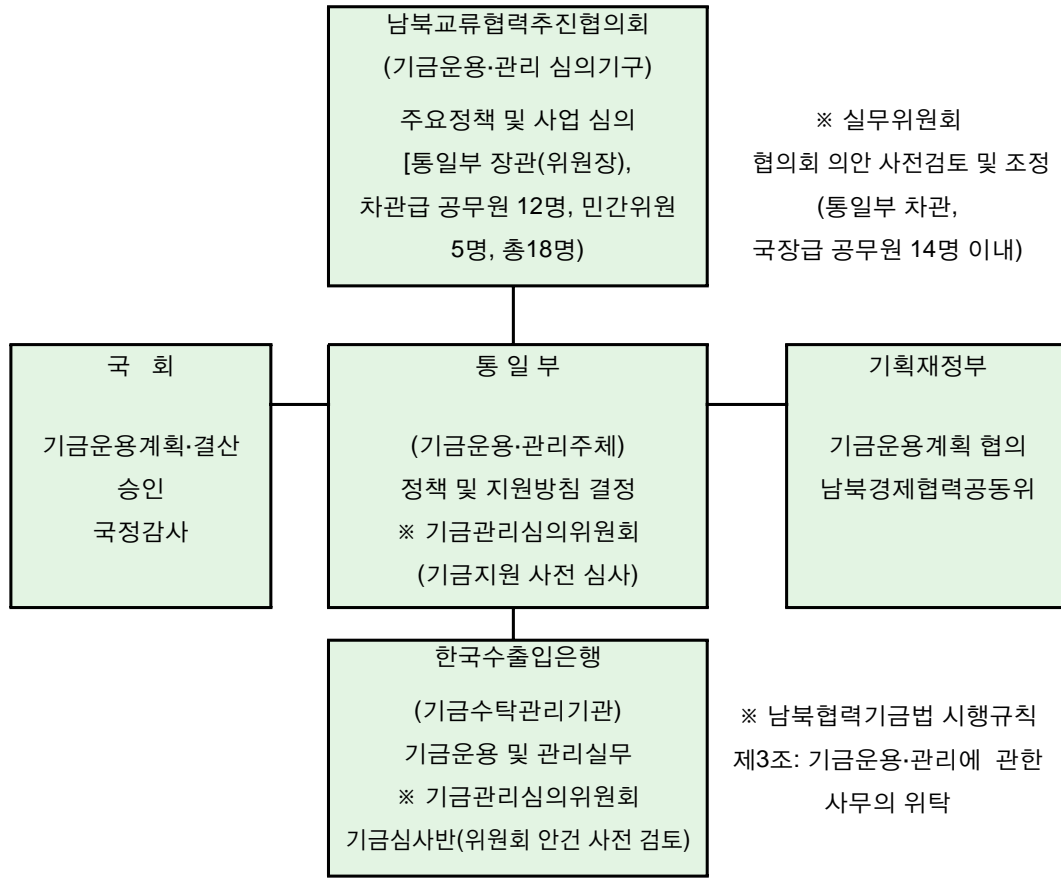 남북교류협력추진협의회
(기금운용·관리 심의기구)
주요정책 및 사업 심의
[통일부 장관(위원장),
차관급 공무원 12명, 민간위원
5명, 총18명)
※ 실무위원회
협의회 의안 사전검토 및 조정
(통일부 차관,
국장급 공무원 14명 이내)
국 회
기금운용계획·결산
승인
국정감사
통 일 부
(기금운용·관리주체)
정책 및 지원방침 결정
※ 기금관리심의위원회
(기금지원 사전 심사)
기획재정부
기금운용계획 협의
남북경제협력공동위
한국수출입은행
(기금수탁관리기관)
기금운용 및 관리실무
※ 기금관리심의위원회
기금심사반(위원회 안건 사전 검토)
※ 남북협력기금법 시행규칙
제3조: 기금운용·관리에 관한
사무의 위탁